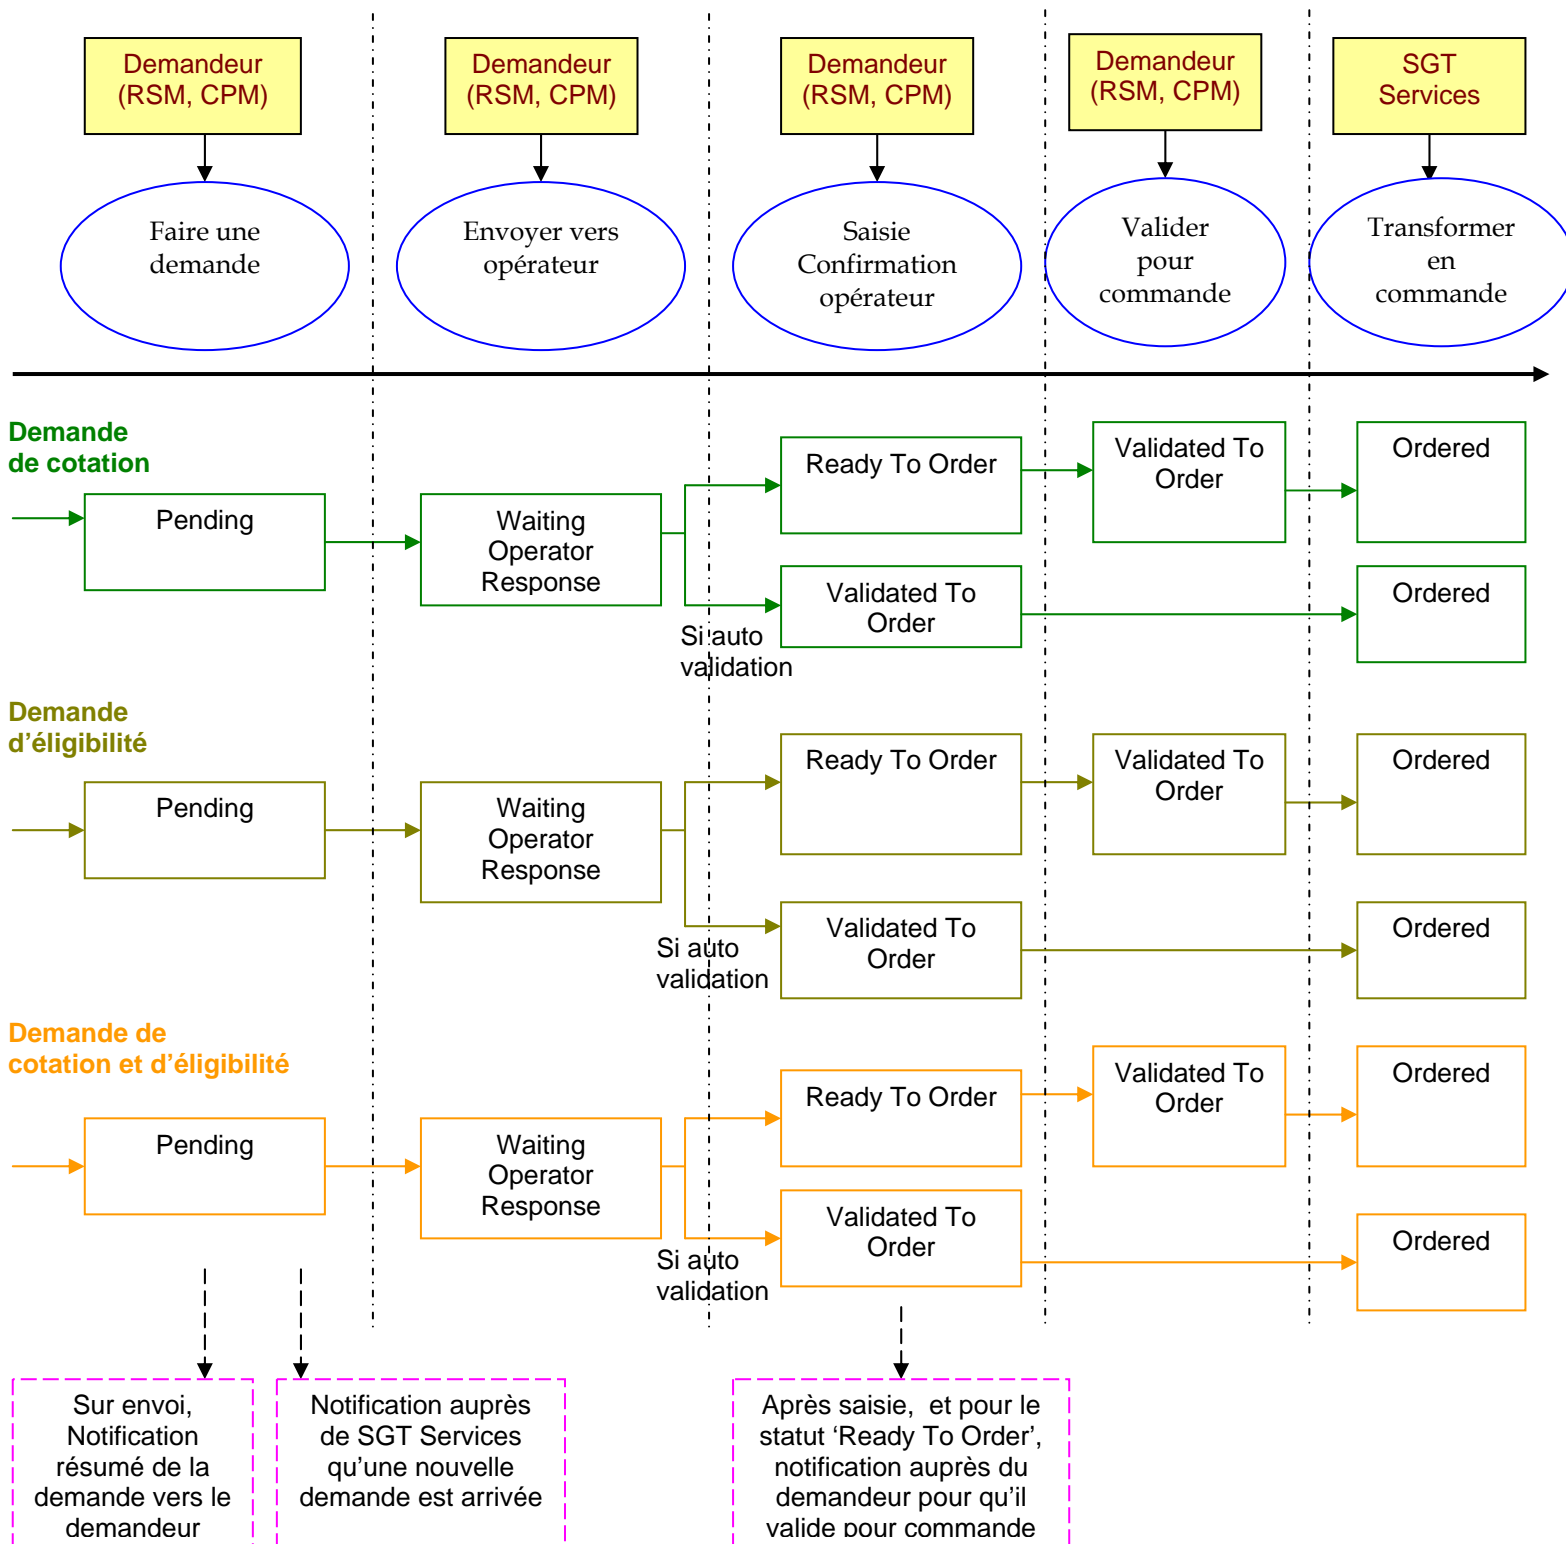 Demandeur
(RSM, CPM)
Demandeur
(RSM, CPM)
Demandeur
(RSM, CPM)
Demandeur
(RSM, CPM)
SGT
Services
Faire une
demande
Envoyer vers
opérateur
Saisie
Confirmation
opérateur
Valider
pour
commande
Transformer
en
commande
Demande
de cotation
Pending
Waiting
Operator
Response
Ready To Order
Validated To
Order
Ordered
Si auto
validation
Validated To
Order
Ordered
Demande
d’éligibilité
Pending
Waiting
Operator
Response
Ready To Order
Validated To
Order
Ordered
Si auto
validation
Validated To
Order
Ordered
Demande de
cotation et d’éligibilité
Pending
Waiting
Operator
Response
Ready To Order
Validated To
Order
Ordered
Si auto
validation
Validated To
Order
Ordered
Sur envoi,
Notification
résumé de la
demande vers le
demandeur
Notification auprès
de SGT Services
qu’une nouvelle
demande est arrivée
Après saisie,  et pour le
statut ‘Ready To Order’,
notification auprès du
demandeur pour qu’il
valide pour commande